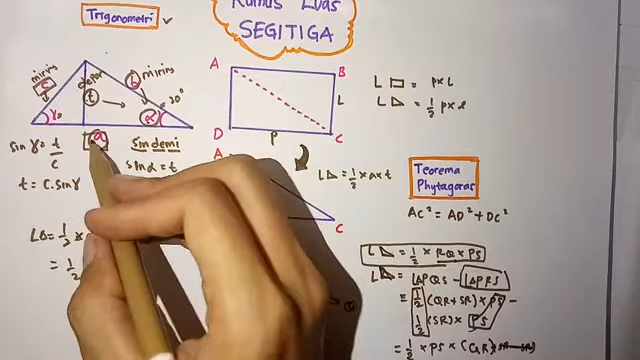 Trigonometri
Rumus Luas
SEGITIGA
miring
c
depan
t
b
miring
γ
α
30°
a
sin γ = t/c
Sin demi
sin α = t
t = c. sin γ
L△ = 1/2 ×
= 1/2
A
B
L
D
P
C
A
C
L△ = 1/2 × a × t
L □ = P × L
L △ = 1/2 P × L
Teorema
Phytagoras
AC² = AD² + DC²
L △ = 1/2 × RQ × PS
L △ = L△PQS - L△PRS
= 1/2 (QR + SR) × PS -
1/2 (SR) × PS
= 1/2 × PS × (QR + SR - SR)